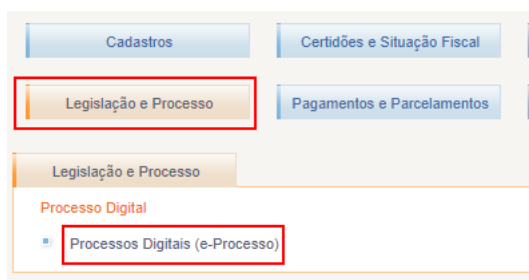 Cadastros
Certidões e Situação Fiscal
Legislação e Processo
Pagamentos e Parcelamentos
Legislação e Processo
Processo Digital
Processos Digitais (e-Processo)